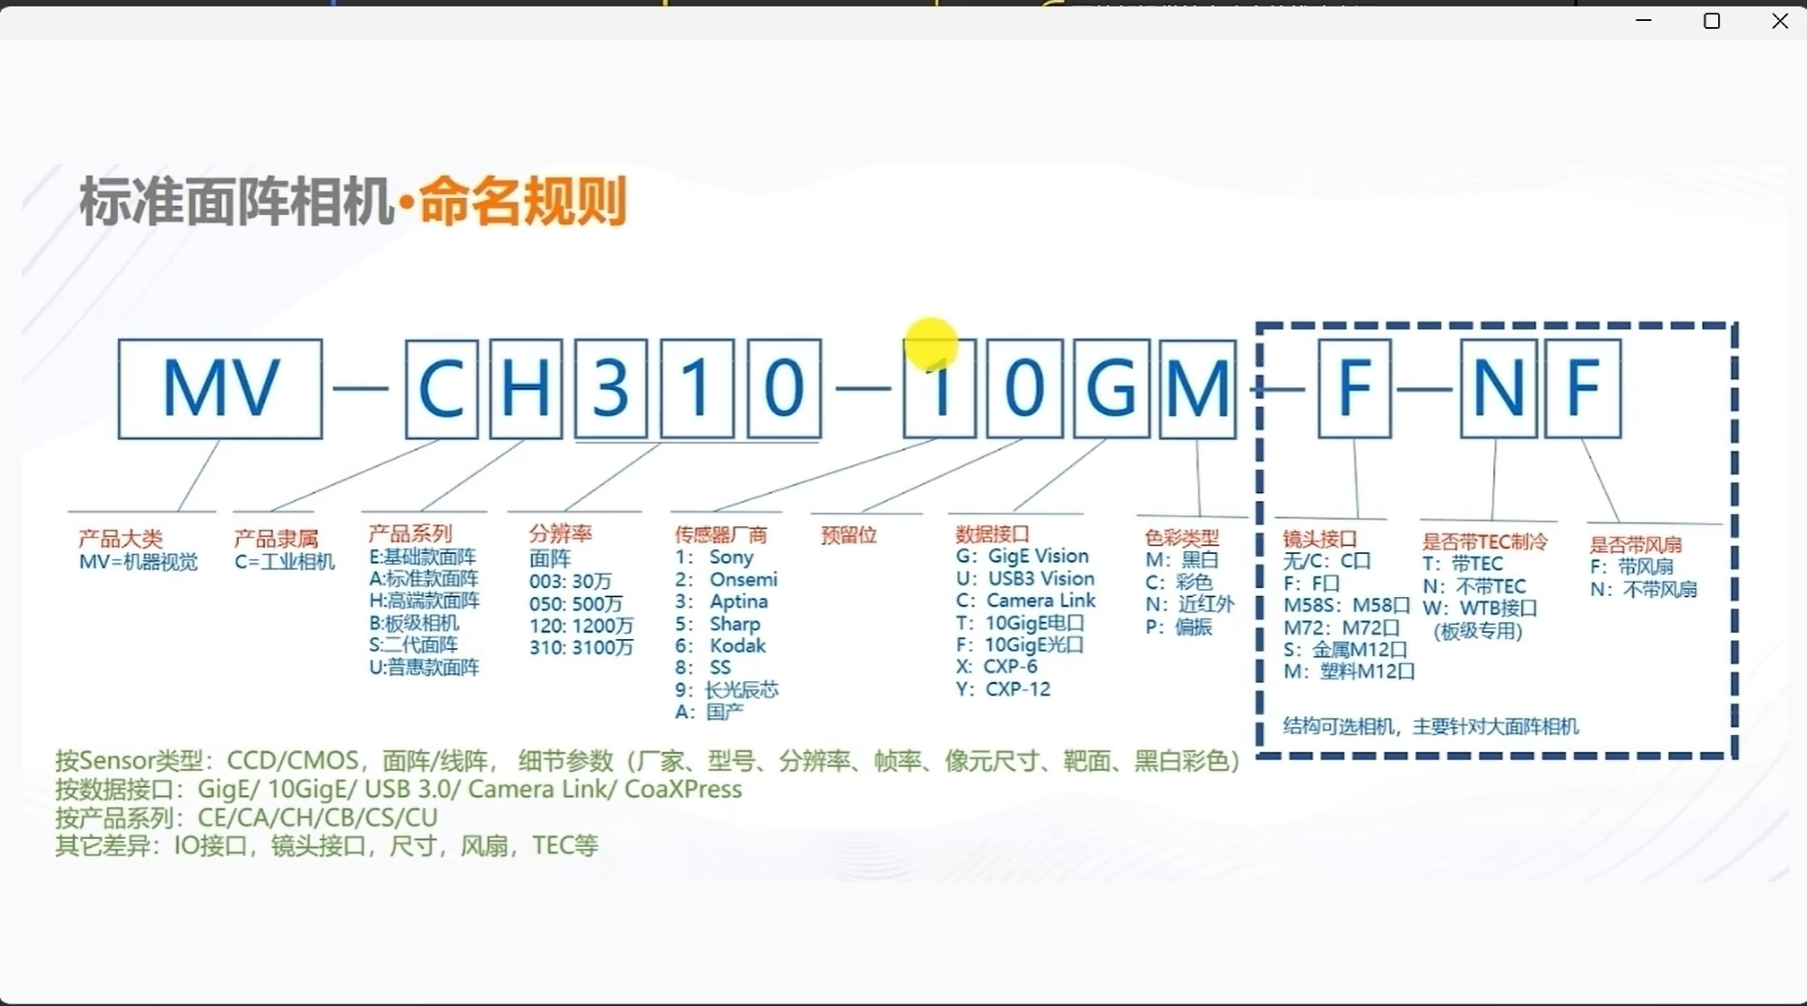 标准面阵相机·命名规则
MV — C H 3 1 0 — 1 0 G M — F — N F
产品大类
MV=机器视觉
产品隶属
C=工业相机
产品系列
E:基础款面阵
A:标准款面阵
H:高端款面阵
B:板级相机
S:二代面阵
U:普惠款面阵
分辨率
面阵
003: 30万
050: 500万
120: 1200万
310: 3100万
传感器厂商
1： Sony
2： Onsemi
3： Aptina
5： Sharp
6： Kodak
8： SS
9：长光辰芯
A：国产
预留位
数据接口
G：GigE Vision
U：USB3 Vision
C：Camera Link
T：10GigE电口
F：10GigE光口
X：CXP-6
Y：CXP-12
色彩类型
M：黑白
C：彩色
N：近红外
P：偏振
镜头接口
无/C：C口
F：F口
M58S：M58口
M72：M72口
S：金属M12口
M：塑料M12口
是否带TEC制冷
T：带TEC
N：不带TEC
W：WTB接口
（板级专用）
是否带风扇
F：带风扇
N：不带风扇
结构可选相机，主要针对大面阵相机
按Sensor类型：CCD/CMOS，面阵/线阵， 细节参数（厂家、型号、分辨率、帧率、像元尺寸、靶面、黑白彩色）
按数据接口：GigE/ 10GigE/ USB 3.0/ Camera Link/ CoaXPress
按产品系列：CE/CA/CH/CB/CS/CU
其它差异：IO接口，镜头接口，尺寸，风扇，TEC等